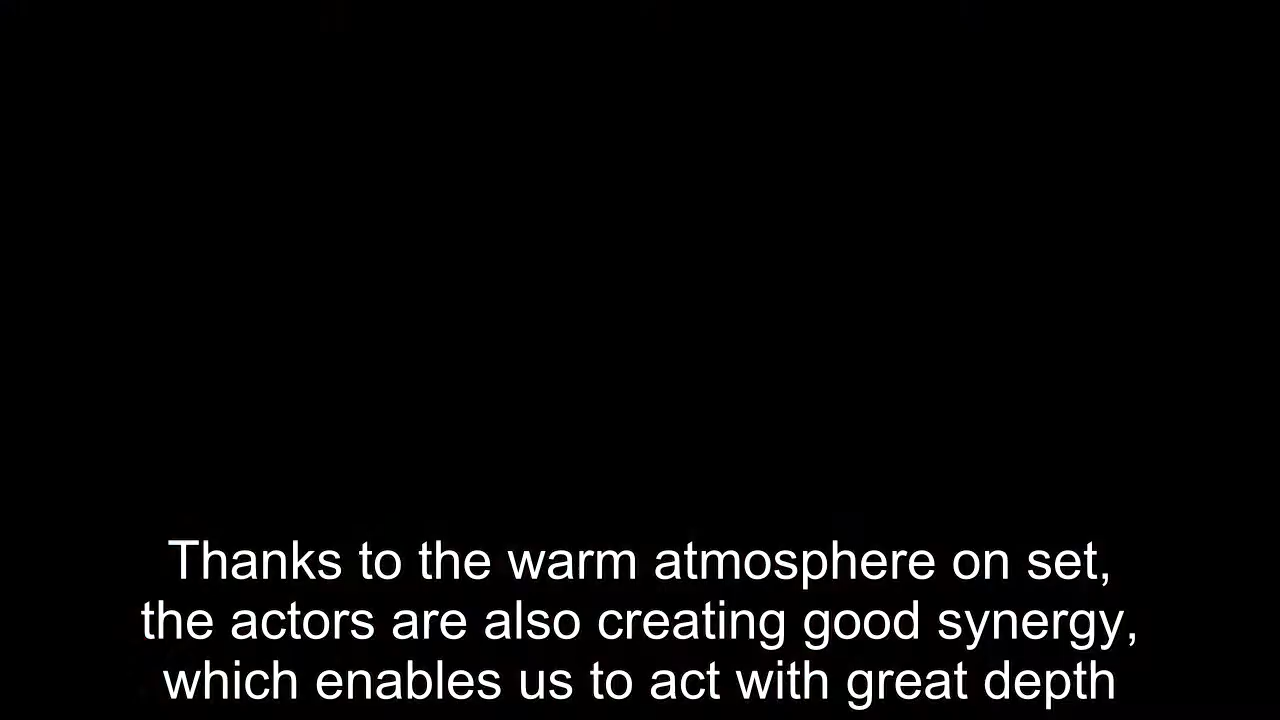 Thanks to the warm atmosphere on set,
the actors are also creating good synergy,
which enables us to act with great depth